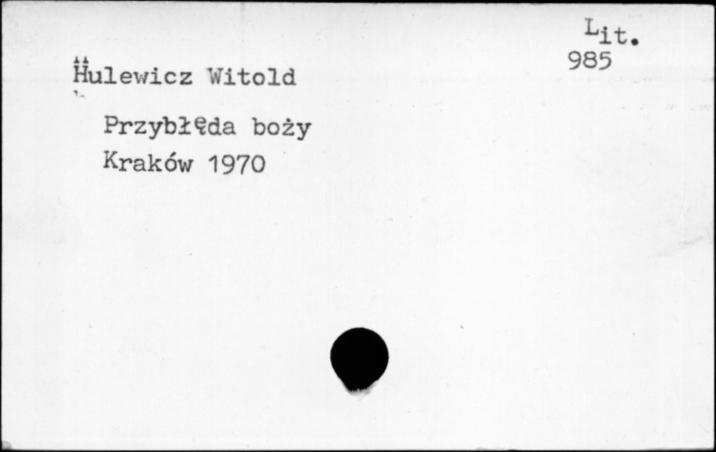 Lit.
985
Hulewicz Witold
Przybłęda boży
Kraków 1970